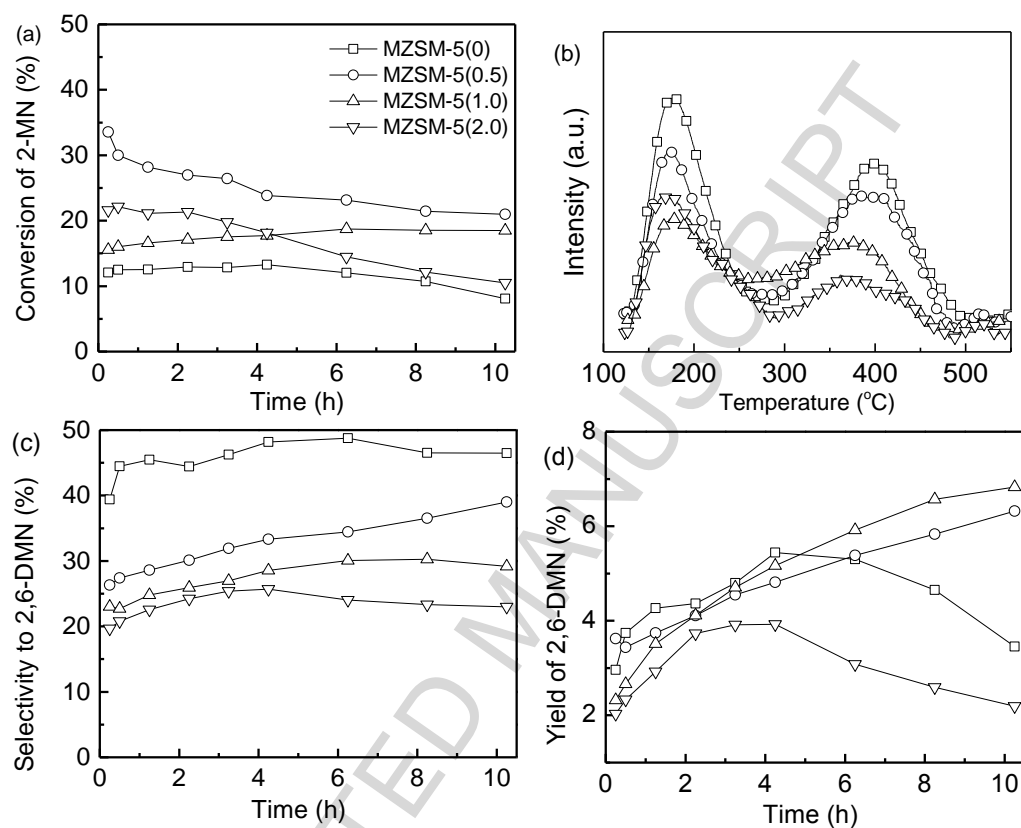 (a)
Conversion of 2-MN (%)
50
40
30
20
10
0
MZSM-5(0)
MZSM-5(0.5)
MZSM-5(1.0)
MZSM-5(2.0)
0 2 4 6 8 10
Time (h)
(b)
Intensity (a.u.)
100 200 300 400 500
Temperature (°C)
(c)
Selectivity to 2,6-DMN (%)
50
40
30
20
10
0
0 2 4 6 8 10
Time (h)
(d)
Yield of 2,6-DMN (%)
8
6
4
2
0 2 4 6 8 10
Time (h)
TED MANUSCRIPT